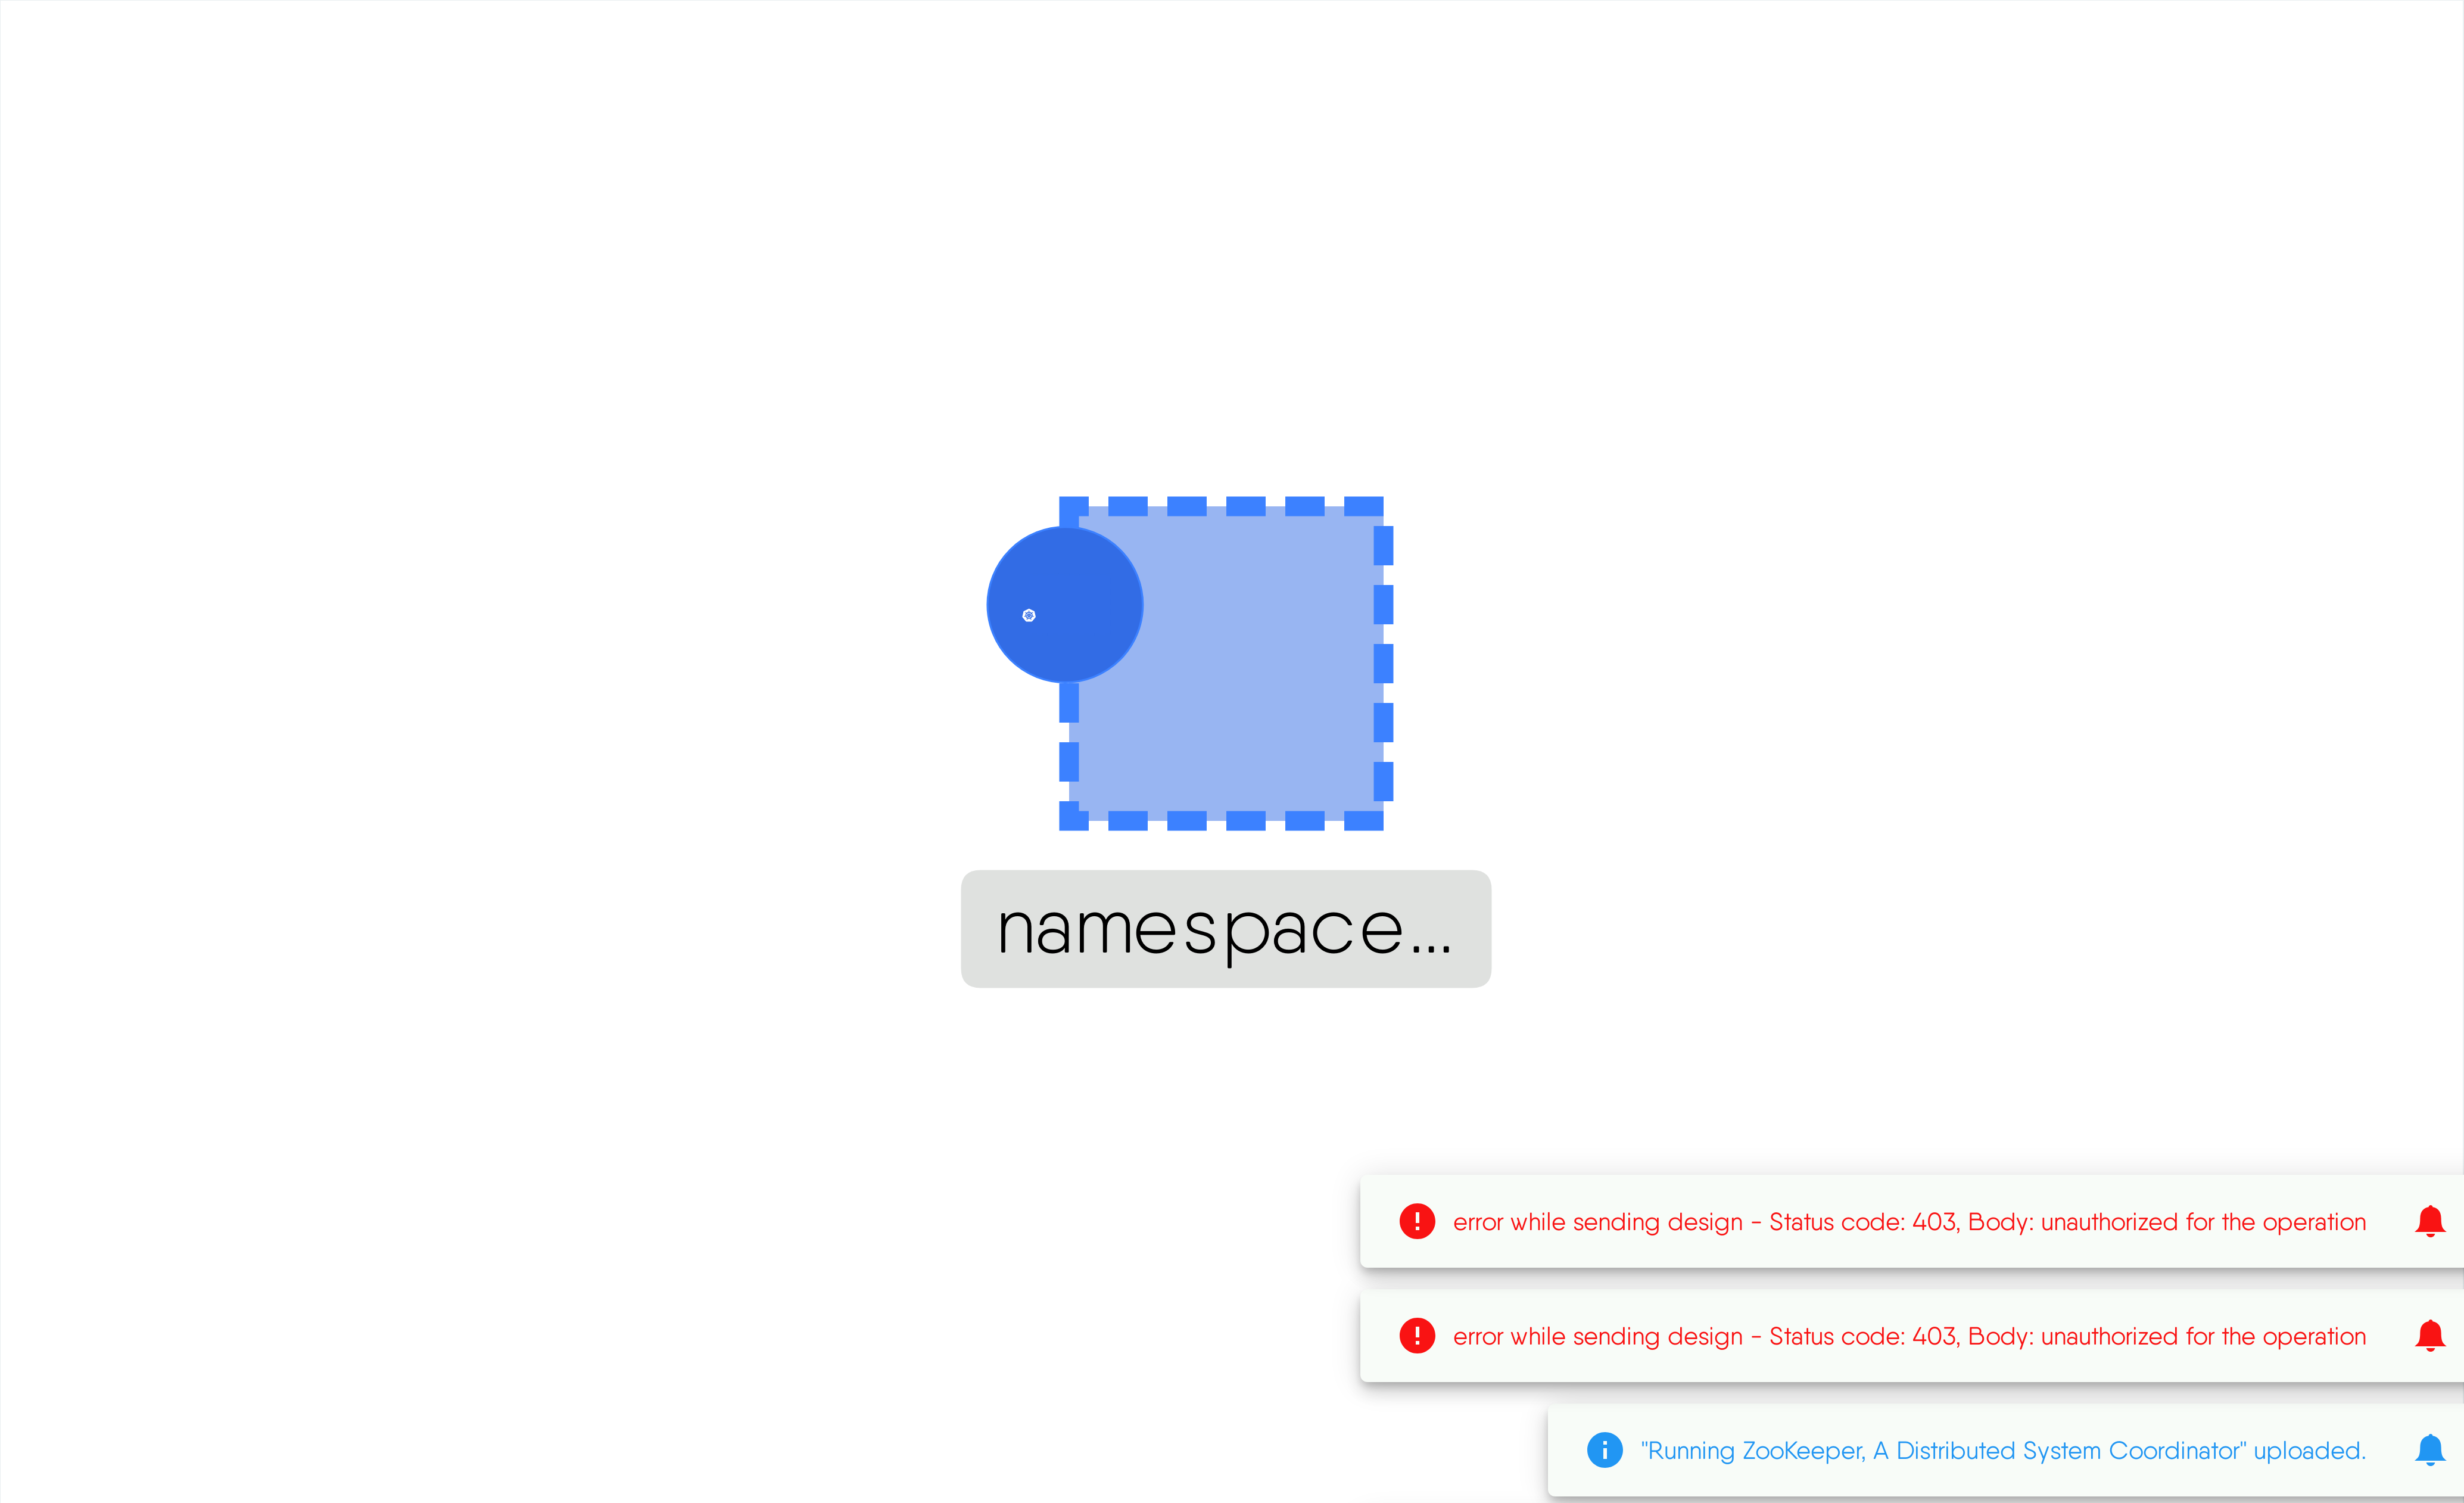 namespace...
error while sending design - Status code: 403, Body: unauthorized for the operation
error while sending design - Status code: 403, Body: unauthorized for the operation
"Running ZooKeeper, A Distributed System Coordinator" uploaded.